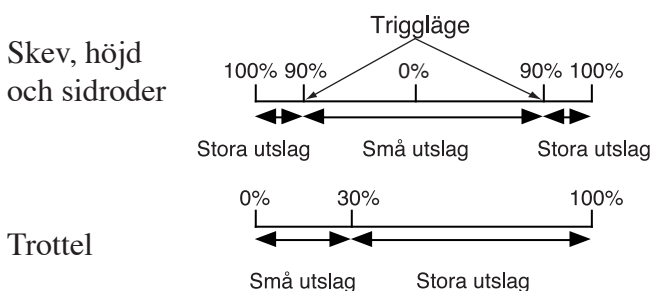 Triggläge
Skev, höjd
och sidroder
100% 90% 0% 90% 100%
Stora utslag Små utslag Stora utslag
0% 30% 100%
Trottel
Små utslag Stora utslag